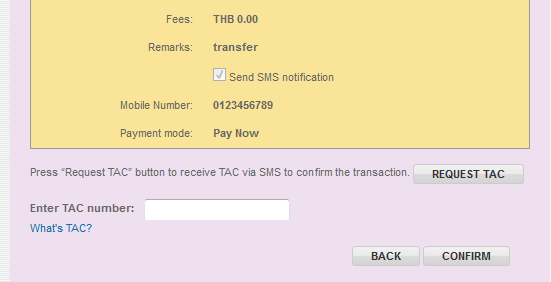 Fees: THB 0.00
Remarks: transfer
Send SMS notification
Mobile Number: 0123456789
Payment mode: Pay Now
Press “Request TAC” button to receive TAC via SMS to confirm the transaction. REQUEST TAC
Enter TAC number:
What's TAC?
BACK CONFIRM